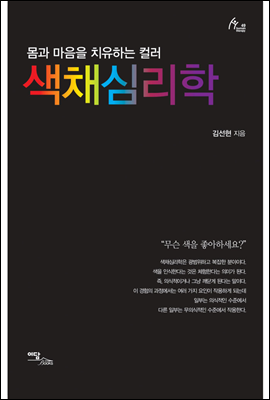 몸과 마음을 치유하는 컬러
색채심리학
김선현 지음
“무슨 색을 좋아하세요?”
색채심리학은 광범위하고 복잡한 분야이다.
색을 인식한다는 것은 체험한다는 의미가 된다.
즉, 의식적이거나 그냥 깨닫게 된다는 말이다.
이 경험의 과정에서는 여러 가지 요인이 작용하게 되는데
일부는 의식적인 수준에서
다른 일부는 무의식적인 수준에서 작용한다.
이담
BOOKS